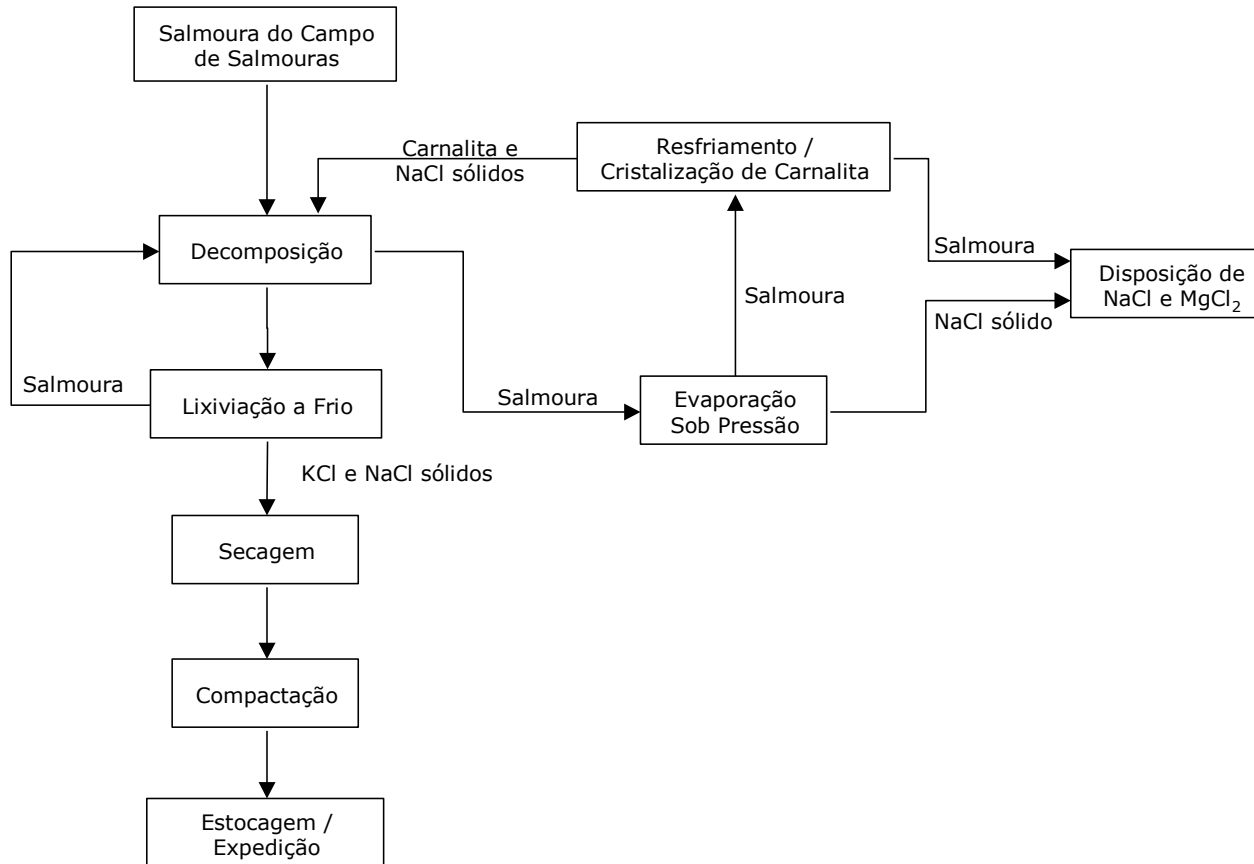 Salmoura do Campo
de Salmouras
Carnalita e
NaCl sólidos
Resfriamento /
Cristalização de Carnalita
Decomposição
Salmoura
Disposição de
NaCl e MgCl₂
Salmoura
NaCl sólido
Salmoura
Lixiviação a Frio
Salmoura
Evaporação
Sob Pressão
KCl e NaCl sólidos
Secagem
Compactação
Estocagem /
Expedição